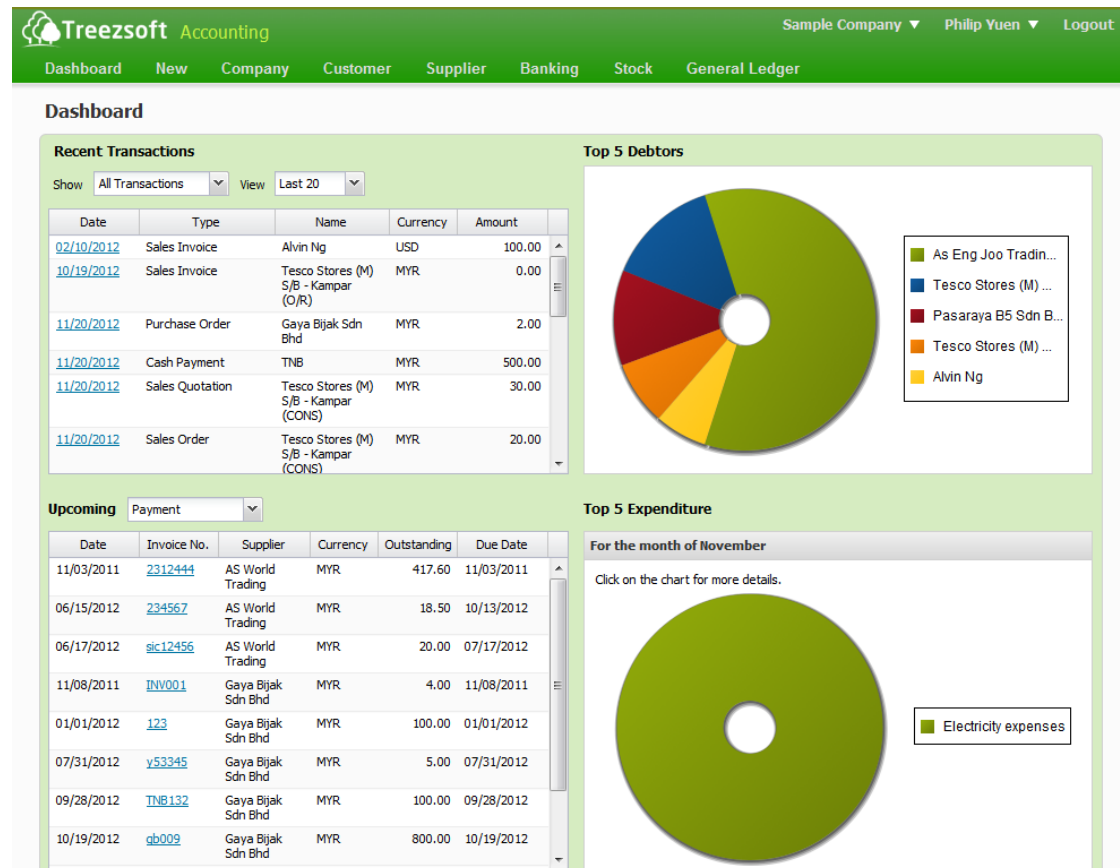 Treezsoft Accounting
Sample Company ▼ Philip Yuen ▼ Logout
Dashboard New Company Customer Supplier Banking Stock General Ledger
Dashboard
Recent Transactions
Show All Transactions View Last 20
Date Type Name Currency Amount
02/10/2012 Sales Invoice Alvin Ng USD 100.00
10/19/2012 Sales Invoice Tesco Stores (M) MYR 0.00
S/B - Kampar
(O/R)
11/20/2012 Purchase Order Gaya Bijak Sdn MYR 2.00
Bhd
11/20/2012 Cash Payment TNB MYR 500.00
11/20/2012 Sales Quotation Tesco Stores (M) MYR 30.00
S/B - Kampar
(CONS)
11/20/2012 Sales Order Tesco Stores (M) MYR 20.00
S/B - Kampar
(CONS)
Top 5 Debtors
As Eng Joo Tradin...
Tesco Stores (M) ...
Pasaraya B5 Sdn B...
Tesco Stores (M) ...
Alvin Ng
Upcoming Payment
Date Invoice No. Supplier Currency Outstanding Due Date
11/03/2011 2312444 AS World MYR 417.60 11/03/2011
Trading
06/15/2012 234567 AS World MYR 18.50 10/13/2012
Trading
06/17/2012 sic12456 AS World MYR 20.00 07/17/2012
Trading
11/08/2011 INV001 Gaya Bijak MYR 4.00 11/08/2011
Sdn Bhd
01/01/2012 123 Gaya Bijak MYR 100.00 01/01/2012
Sdn Bhd
07/31/2012 y53345 Gaya Bijak MYR 5.00 07/31/2012
Sdn Bhd
09/28/2012 TNB132 Gaya Bijak MYR 100.00 09/28/2012
Sdn Bhd
10/19/2012 gb009 Gaya Bijak MYR 800.00 10/19/2012
Sdn Bhd
Top 5 Expenditure
For the month of November
Click on the chart for more details.
Electricity expenses